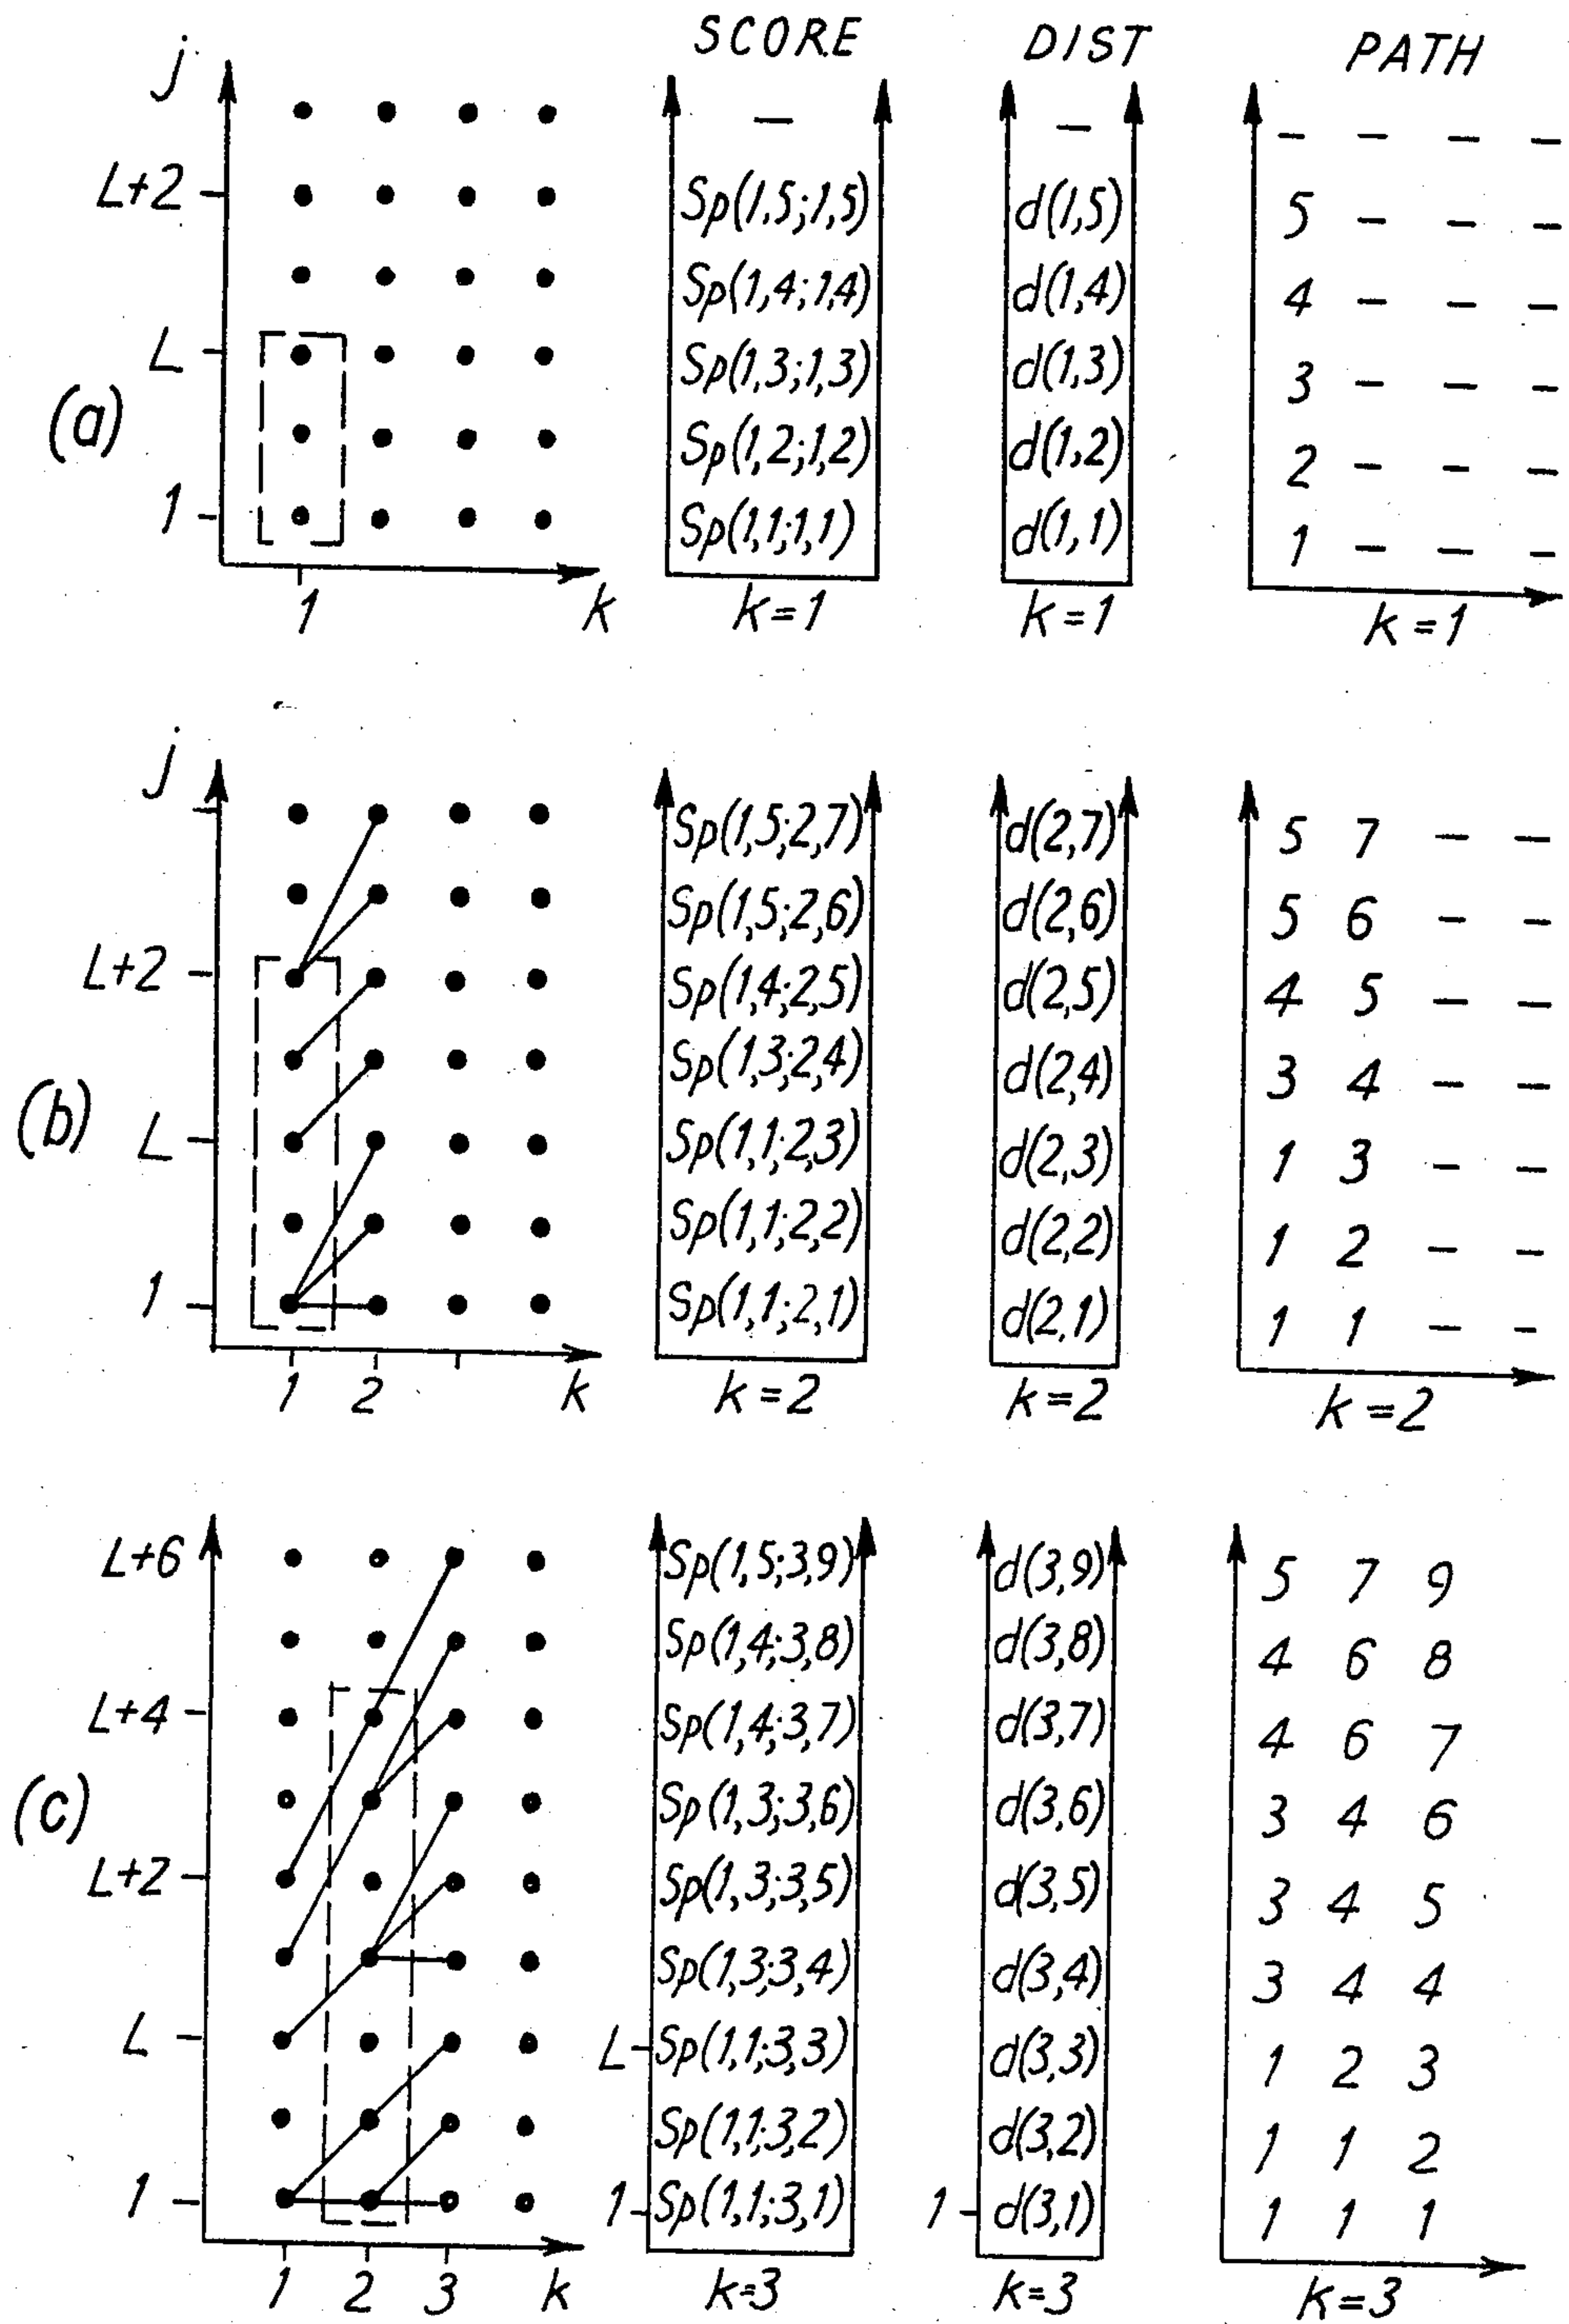 SCORE DIST PATH
j — — — — — —
L+2 Sp(1,5;1,5) d(1,5) 5 — — —
Sp(1,4;1,4) d(1,4) 4 — — —
L Sp(1,3;1,3) d(1,3) 3 — — —
(a) Sp(1,2;1,2) d(1,2) 2 — — —
1 Sp(1,1;1,1) d(1,1) 1 — — —
1 k k=1 k=1 k=1
j Sp(1,5;2,7) d(2,7) 5 7 — —
Sp(1,5;2,6) d(2,6) 5 6 — —
L+2 Sp(1,4;2,5) d(2,5) 4 5 — —
Sp(1,3;2,4) d(2,4) 3 4 — —
(b) L Sp(1,1;2,3) d(2,3) 1 3 — —
Sp(1,1;2,2) d(2,2) 1 2 — —
1 Sp(1,1;2,1) d(2,1) 1 1 — —
1 2 k k=2 k=2 k=2
L+6 Sp(1,5;3,9) d(3,9) 5 7 9
Sp(1,4;3,8) d(3,8) 4 6 8
L+4 Sp(1,4;3,7) d(3,7) 4 6 7
(c) Sp(1,3;3,6) d(3,6) 3 4 6
L+2 Sp(1,3;3,5) d(3,5) 3 4 5
Sp(1,3;3,4) d(3,4) 3 4 4
L L Sp(1,1;3,3) d(3,3) 1 2 3
Sp(1,1;3,2) d(3,2) 1 1 2
1 1 Sp(1,1;3,1) 1 d(3,1) 1 1 1
1 2 3 k k=3 k=3 k=3